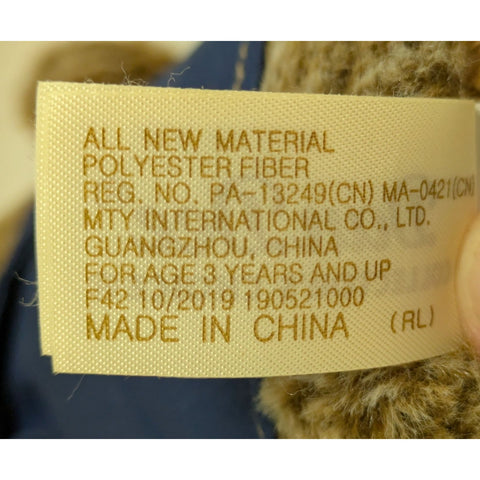 ALL NEW MATERIAL
POLYESTER FIBER
REG. NO. PA-13249(CN) MA-0421(CN)
MTY INTERNATIONAL CO., LTD.
GUANGZHOU, CHINA
FOR AGE 3 YEARS AND UP
F42 10/2019 190521000
MADE IN CHINA (RL)